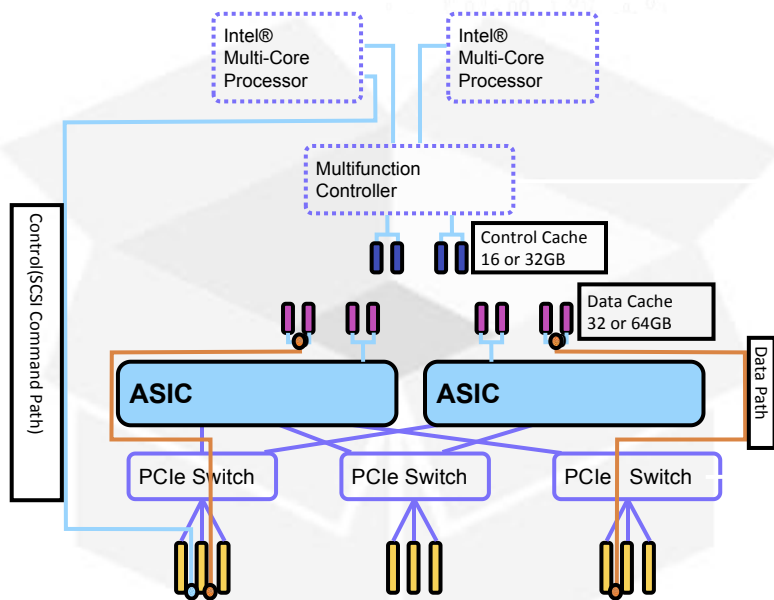 Intel®
Multi-Core
Processor
Intel®
Multi-Core
Processor
Multifunction
Controller
Control Cache
16 or 32GB
Data Cache
32 or 64GB
Control(SCSI Command Path)
Data Path
ASIC
ASIC
PCIe Switch
PCIe Switch
PCIe Switch